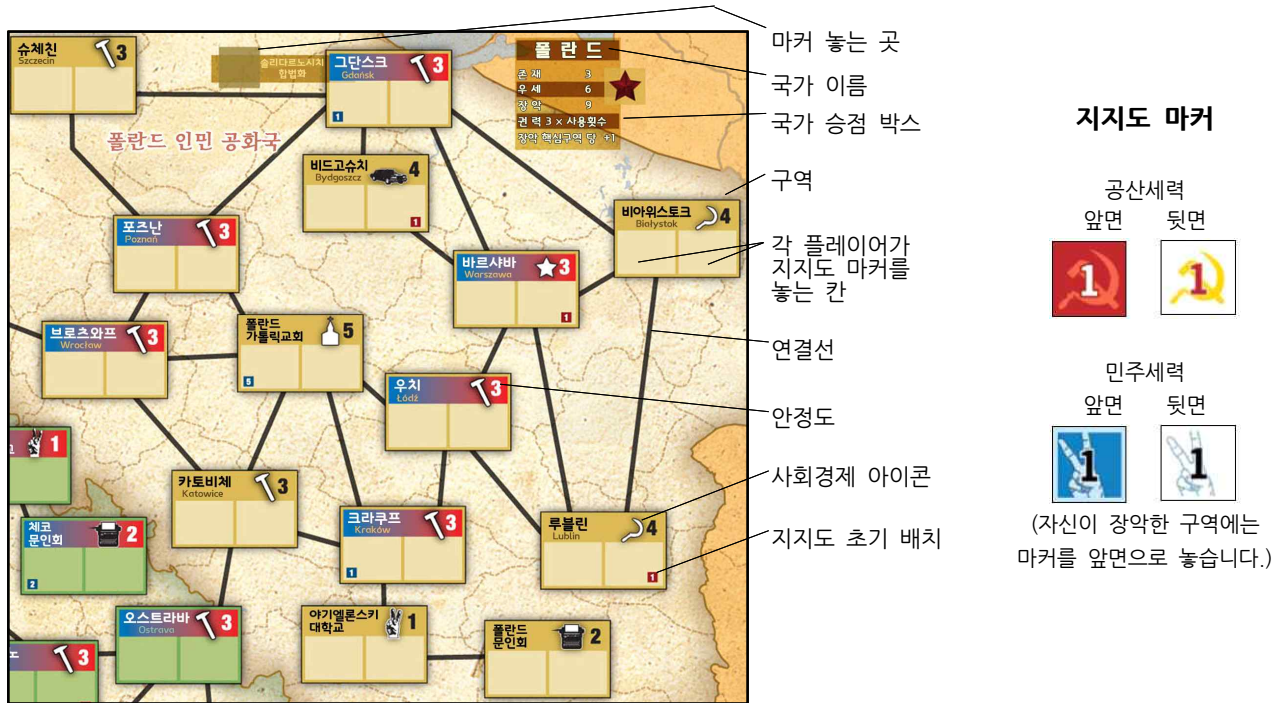 슈체친 3
Szczecin
솔리다르노시치
합법화
그단스크 3
Gdańsk
1
폴란드
존재 3
우세 6
장악 9
권력 3 × 사용횟수
장악 핵심구역 당 +1
폴란드 인민 공화국
비드고슈치 4
Bydgoszcz
1
포즈난 3
Poznań
비아위스토크 4
Białystok
바르샤바 3
Warszawa
1
브로츠와프 3
Wrocław
폴란드
가톨릭교회 5
5
우치 3
Łódź
1
카토비체 3
Katowice
체코
문인회 2
2
크라쿠프 3
Kraków
1
루블린 4
Lublin
1
오스트라바 3
Ostrava
야기엘론스키
대학교 1
폴란드
문인회 2
노 3
마커 놓는 곳
국가 이름
국가 승점 박스
구역
각 플레이어가
지지도 마커를
놓는 칸
연결선
안정도
사회경제 아이콘
지지도 초기 배치
지지도 마커
공산세력
앞면 뒷면
1 1
민주세력
앞면 뒷면
1 1
(자신이 장악한 구역에는
마커를 앞면으로 놓습니다.)